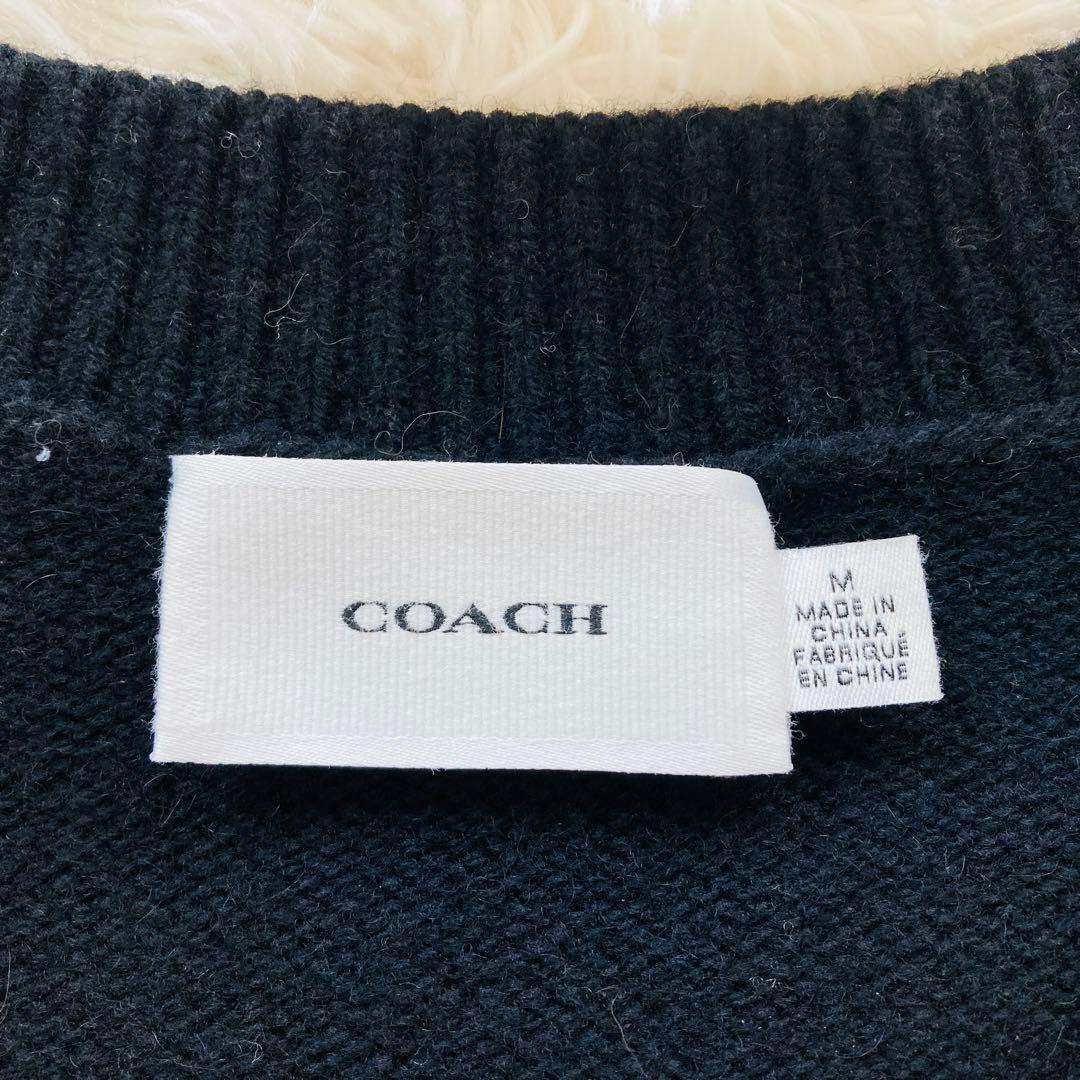 COACH
M
MADE IN
CHINA
FABRIQUÉ
EN CHINE